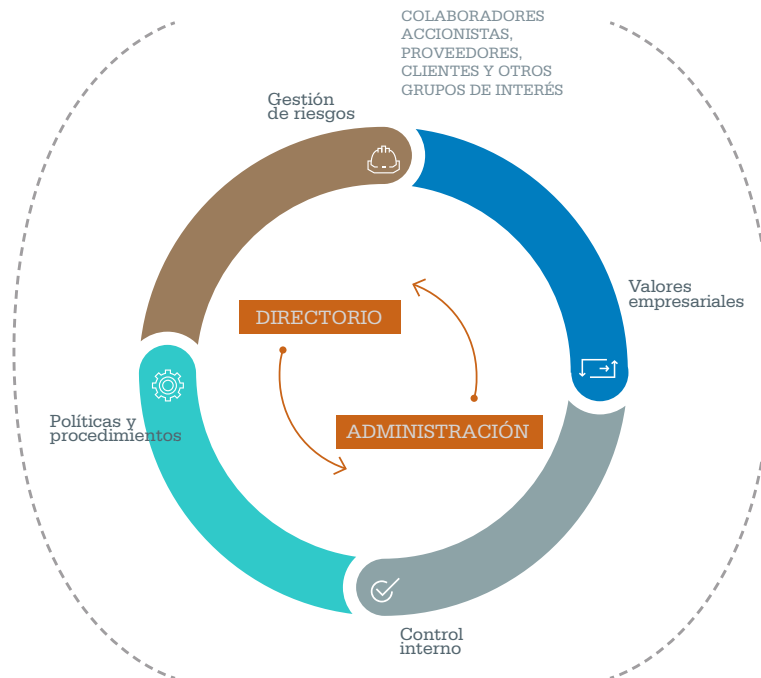 COLABORADORES
ACCIONISTAS,
PROVEEDORES,
CLIENTES Y OTROS
GRUPOS DE INTERÉS
Gestión
de riesgos
Valores
empresariales
DIRECTORIO
ADMINISTRACIÓN
Políticas y
procedimientos
Control
interno